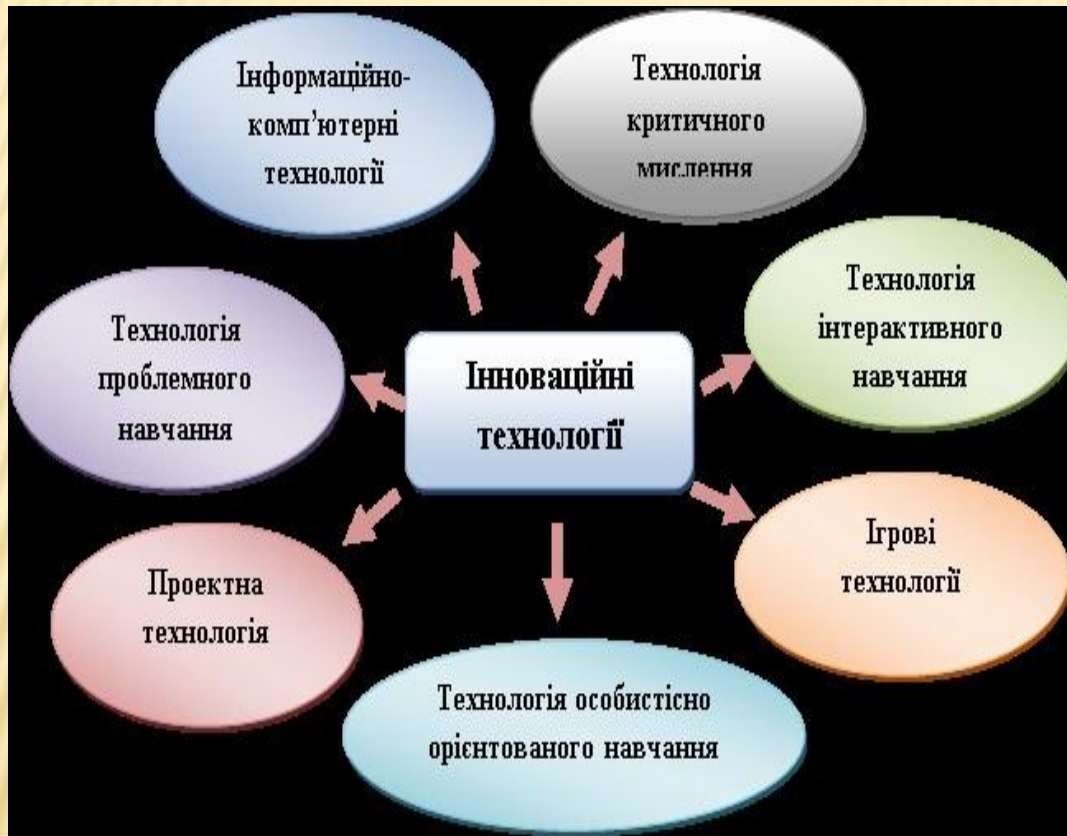 Інформаційно-
комп’ютерні
технології
Технологія
критичного
мислення
Технологія
інтерактивного
навчання
Технологія
проблемного
навчання
Інноваційні
технології
Ігрові
технології
Проектна
технологія
Технологія особистісно
орієнтованого навчання